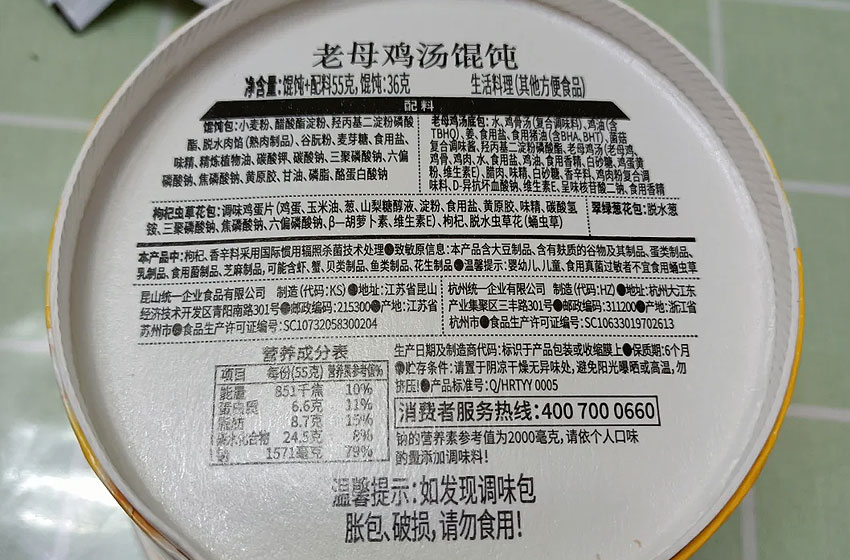 老母鸡汤馄饨
净含量:馄饨+配料55克,馄饨:36克 生活料理(其他方便食品)
配料
馄饨包:小麦粉、醋酸酯淀粉、羟丙基二淀粉磷酸
酯、脱水肉馅(熟肉制品)、谷朊粉、麦芽糖、食用盐、
味精、精炼植物油、碳酸钾、碳酸钠、三聚磷酸钠、六偏
磷酸钠、焦磷酸钠、黄原胶、甘油、磷脂、酪蛋白酸钠
老母鸡汤底包:水、鸡骨汤(复合调味料)、鸡油(含
TBHQ)、姜、食用盐、食用猪油(含BHA、BHT)、菌菇
复合调味酱、羟丙基二淀粉磷酸酯、老母鸡汤(老母鸡、
鸡骨、鸡肉、水、食用盐、鸡油、食用香精、白砂糖、鸡蛋黄
粉、维生素E)、腊肉、味精、白砂糖、香辛料、鸡肉粉复合调
味料、D-异抗坏血酸钠、维生素E、呈味核苷酸二钠、食用香精
枸杞虫草花包:调味鸡蛋片(鸡蛋、玉米油、葱、山梨糖醇液、淀粉、食用盐、黄原胶、味精、碳酸氢
铵、三聚磷酸钠、焦磷酸钠、六偏磷酸钠、β—胡萝卜素、维生素E)、枸杞、脱水虫草花(蛹虫草)
翠绿葱花包:脱水葱
本产品中:枸杞、香辛料采用国际惯用辐照杀菌技术处理●致敏原信息:本产品含大豆制品、含有麸质的谷物及其制品、蛋类制品、
乳制品、食用菌制品、芝麻制品,可能含虾、蟹、贝类制品、鱼类制品、花生制品●温馨提示:婴幼儿、儿童、食用真菌过敏者不宜食用蛹虫草
昆山统一企业食品有限公司 制造(代码:KS)●地址:江苏省昆山
经济技术开发区青阳南路301号●邮政编码:215300●产地:江苏省
苏州市●食品生产许可证编号:SC10732058300204
杭州统一企业有限公司 制造(代码:HZ)●地址:杭州大江东
产业集聚区三丰路301号●邮政编码:311200●产地:浙江省
杭州市●食品生产许可证编号:SC10633019702613
营养成分表
项目 每份(55克) 营养素参考值%
能量 851千焦 10%
蛋白质 6.6克 11%
脂肪 8.7克 15%
碳水化合物 24.5克 8%
钠 1571毫克 79%
生产日期及制造商代码:标识于产品包装或收缩膜上●保质期:6个月
●贮存条件:请置于阴凉干燥无异味处,避免阳光曝晒或高温,勿
挤压!●产品标准号:Q/HRTYY 0005
消费者服务热线:400 700 0660
钠的营养素参考值为2000毫克,请依个人口味
酌量添加调味料!
温馨提示:如发现调味包
胀包、破损,请勿食用!